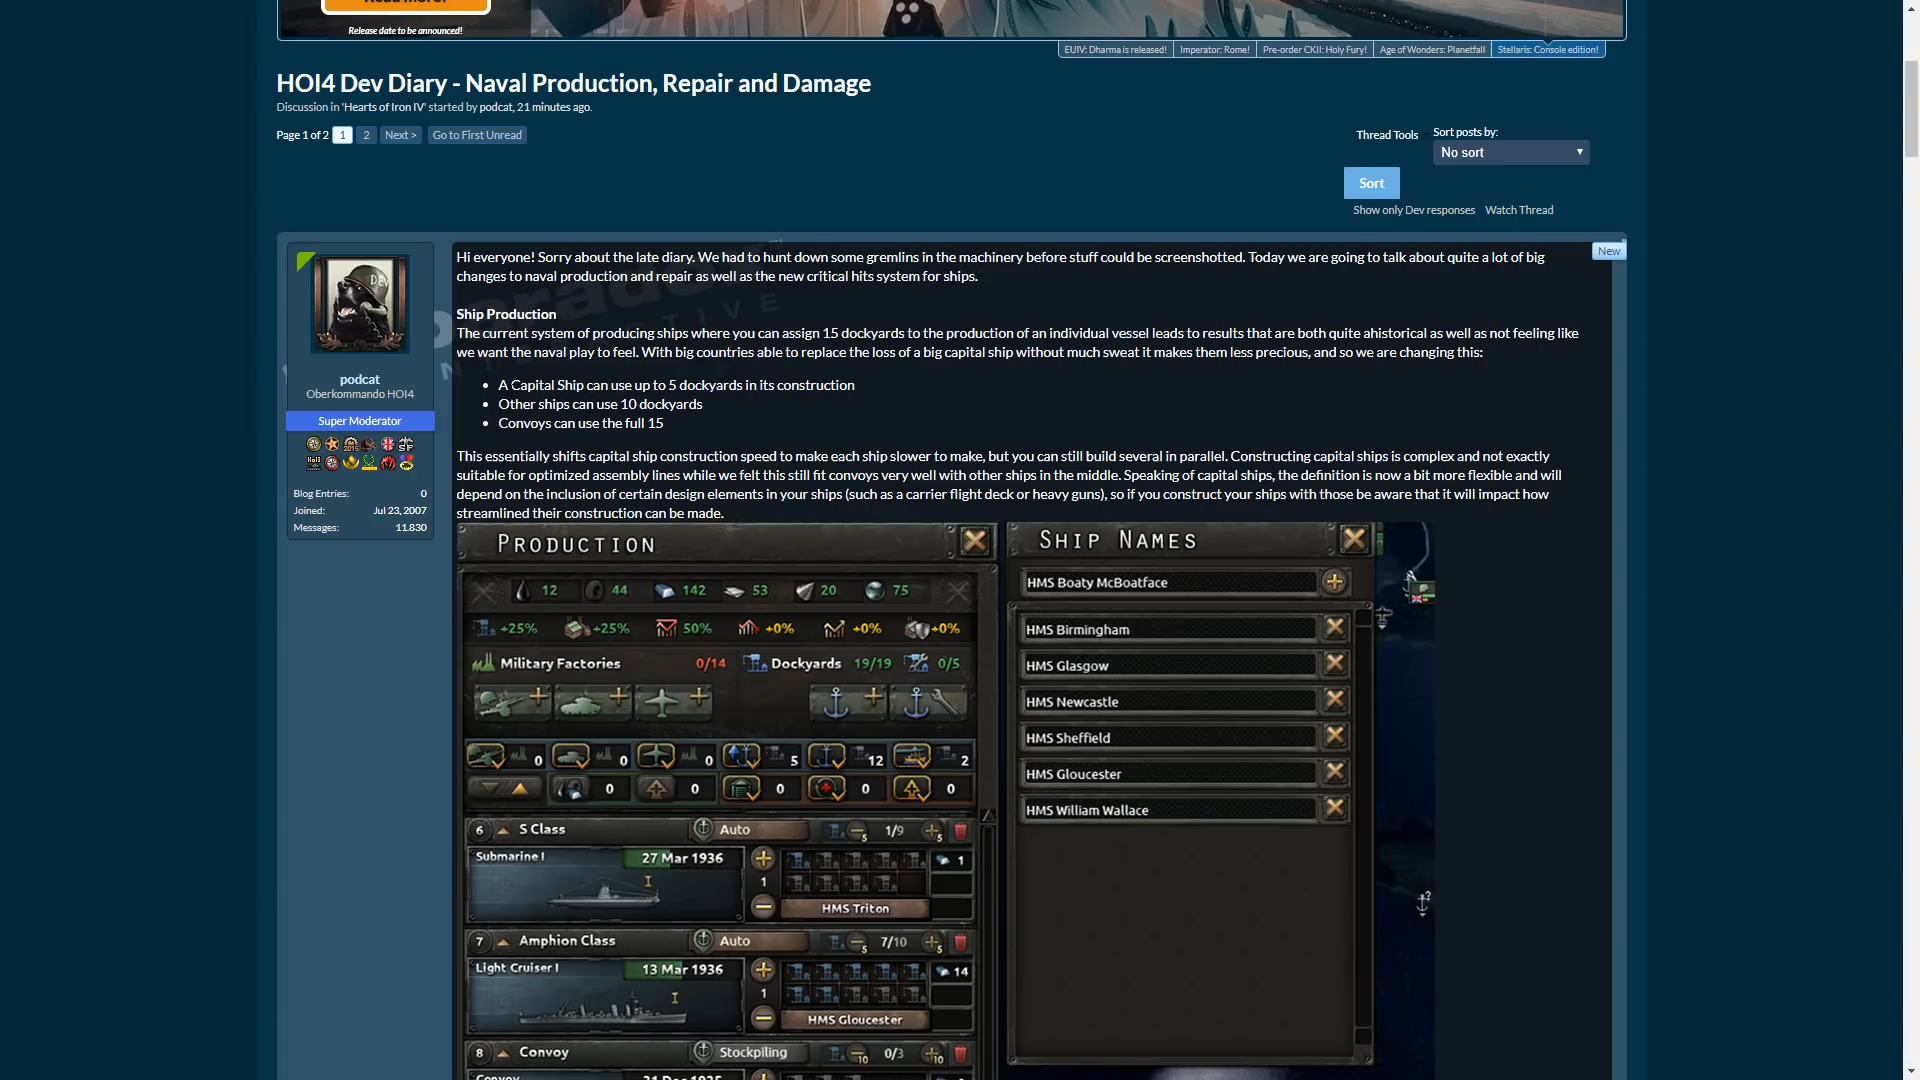 Read more!
Release date to be announced!
EUIV: Dharma is released!
Imperator: Rome!
Pre-order CKII: Holy Fury!
Age of Wonders: Planetfall
Stellaris: Console edition!
HOI4 Dev Diary - Naval Production, Repair and Damage
Discussion in 'Hearts of Iron IV' started by podcat, 21 minutes ago.
Page 1 of 2 1 2 Next > Go to First Unread
Thread Tools
Sort posts by:
No sort
Sort
Show only Dev responses Watch Thread
New
DEV
podcat
Oberkommando HOI4
Super Moderator
Blog Entries: 0
Joined: Jul 23, 2007
Messages: 11.830
Hi everyone! Sorry about the late diary. We had to hunt down some gremlins in the machinery before stuff could be screenshotted. Today we are going to talk about quite a lot of big
changes to naval production and repair as well as the new critical hits system for ships.
Ship Production
The current system of producing ships where you can assign 15 dockyards to the production of an individual vessel leads to results that are both quite ahistorical as well as not feeling like
we want the naval play to feel. With big countries able to replace the loss of a big capital ship without much sweat it makes them less precious, and so we are changing this:
• A Capital Ship can use up to 5 dockyards in its construction
• Other ships can use 10 dockyards
• Convoys can use the full 15
This essentially shifts capital ship construction speed to make each ship slower to make, but you can still build several in parallel. Constructing capital ships is complex and not exactly
suitable for optimized assembly lines while we felt this still fit convoys very well with other ships in the middle. Speaking of capital ships, the definition is now a bit more flexible and will
depend on the inclusion of certain design elements in your ships (such as a carrier flight deck or heavy guns), so if you construct your ships with those be aware that it will impact how
streamlined their construction can be made.
PRODUCTION
12 44 142 53 20 75
+25% +25% 50% +0% +0% +0%
Military Factories 0/14 Dockyards 19/19 0/5
0 0 0 5 12 2
0 0 0 0 0
6 S Class Auto 5 1/9 5
Submarine I 27 Mar 1936 1
I 1
HMS Triton
7 Amphion Class Auto 5 7/10 5
Light Cruiser I 13 Mar 1936 14
I 1
HMS Gloucester
8 Convoy Stockpiling 10 0/3 10
SHIP NAMES
HMS Boaty McBoatface
HMS Birmingham
HMS Glasgow
HMS Newcastle
HMS Sheffield
HMS Gloucester
HMS William Wallace